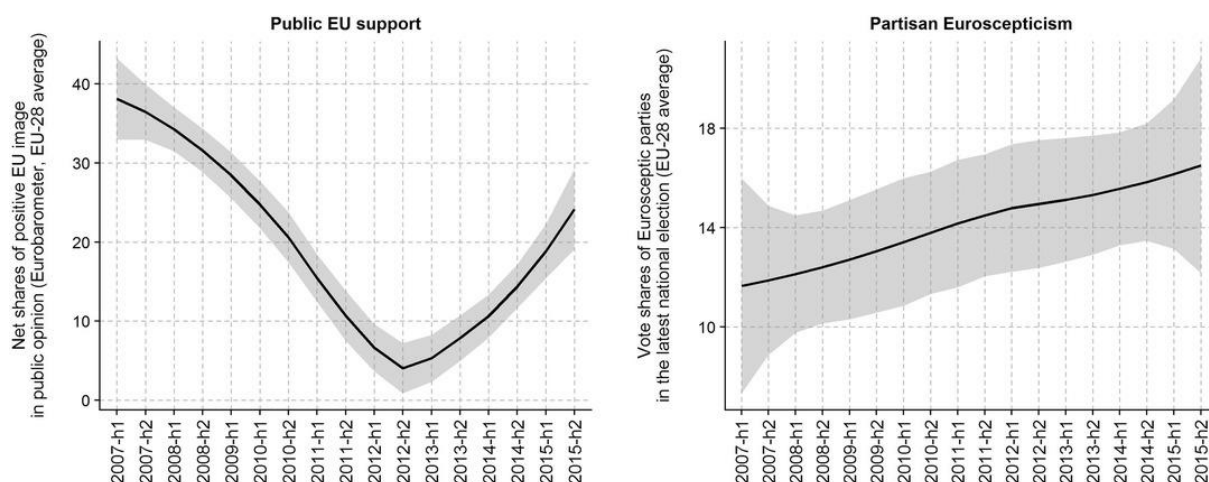 Public EU support
Net shares of positive EU image
in public opinion (Eurobarometer, EU-28 average)
40
30
20
10
0
2007-h1
2007-h2
2008-h1
2008-h2
2009-h1
2010-h1
2010-h2
2011-h1
2011-h2
2012-h1
2012-h2
2013-h1
2013-h2
2014-h1
2014-h2
2015-h1
2015-h2
Partisan Euroscepticism
Vote shares of Eurosceptic parties
in the latest national election (EU-28 average)
18
14
10
2007-h1
2007-h2
2008-h1
2008-h2
2009-h1
2009-h2
2010-h1
2010-h2
2011-h1
2011-h2
2012-h1
2012-h2
2013-h1
2013-h2
2014-h1
2014-h2
2015-h1
2015-h2